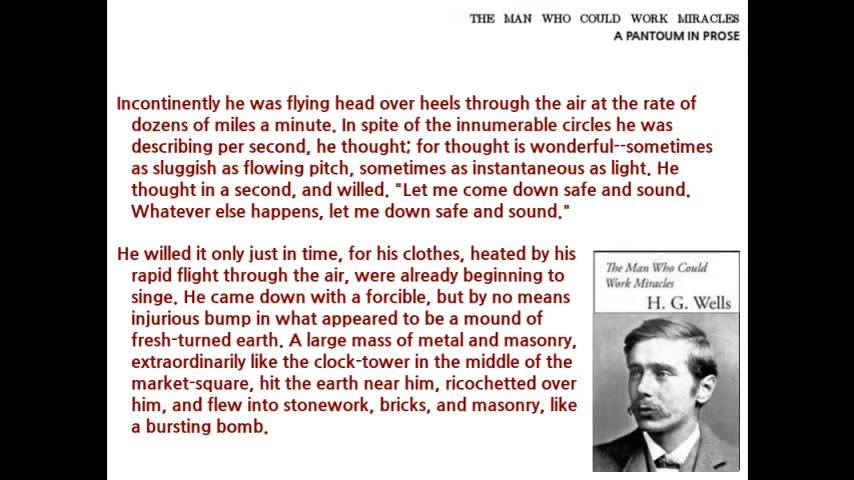 THE MAN WHO COULD WORK MIRACLES
A PANTOUM IN PROSE
Incontinently he was flying head over heels through the air at the rate of
dozens of miles a minute. In spite of the innumerable circles he was
describing per second, he thought; for thought is wonderful--sometimes
as sluggish as flowing pitch, sometimes as instantaneous as light. He
thought in a second, and willed. "Let me come down safe and sound.
Whatever else happens, let me down safe and sound."
He willed it only just in time, for his clothes, heated by his
rapid flight through the air, were already beginning to
singe. He came down with a forcible, but by no means
injurious bump in what appeared to be a mound of
fresh-turned earth. A large mass of metal and masonry,
extraordinarily like the clock-tower in the middle of the
market-square, hit the earth near him, ricochetted over
him, and flew into stonework, bricks, and masonry, like
a bursting bomb.
The Man Who Could
Work Miracles
H. G. Wells